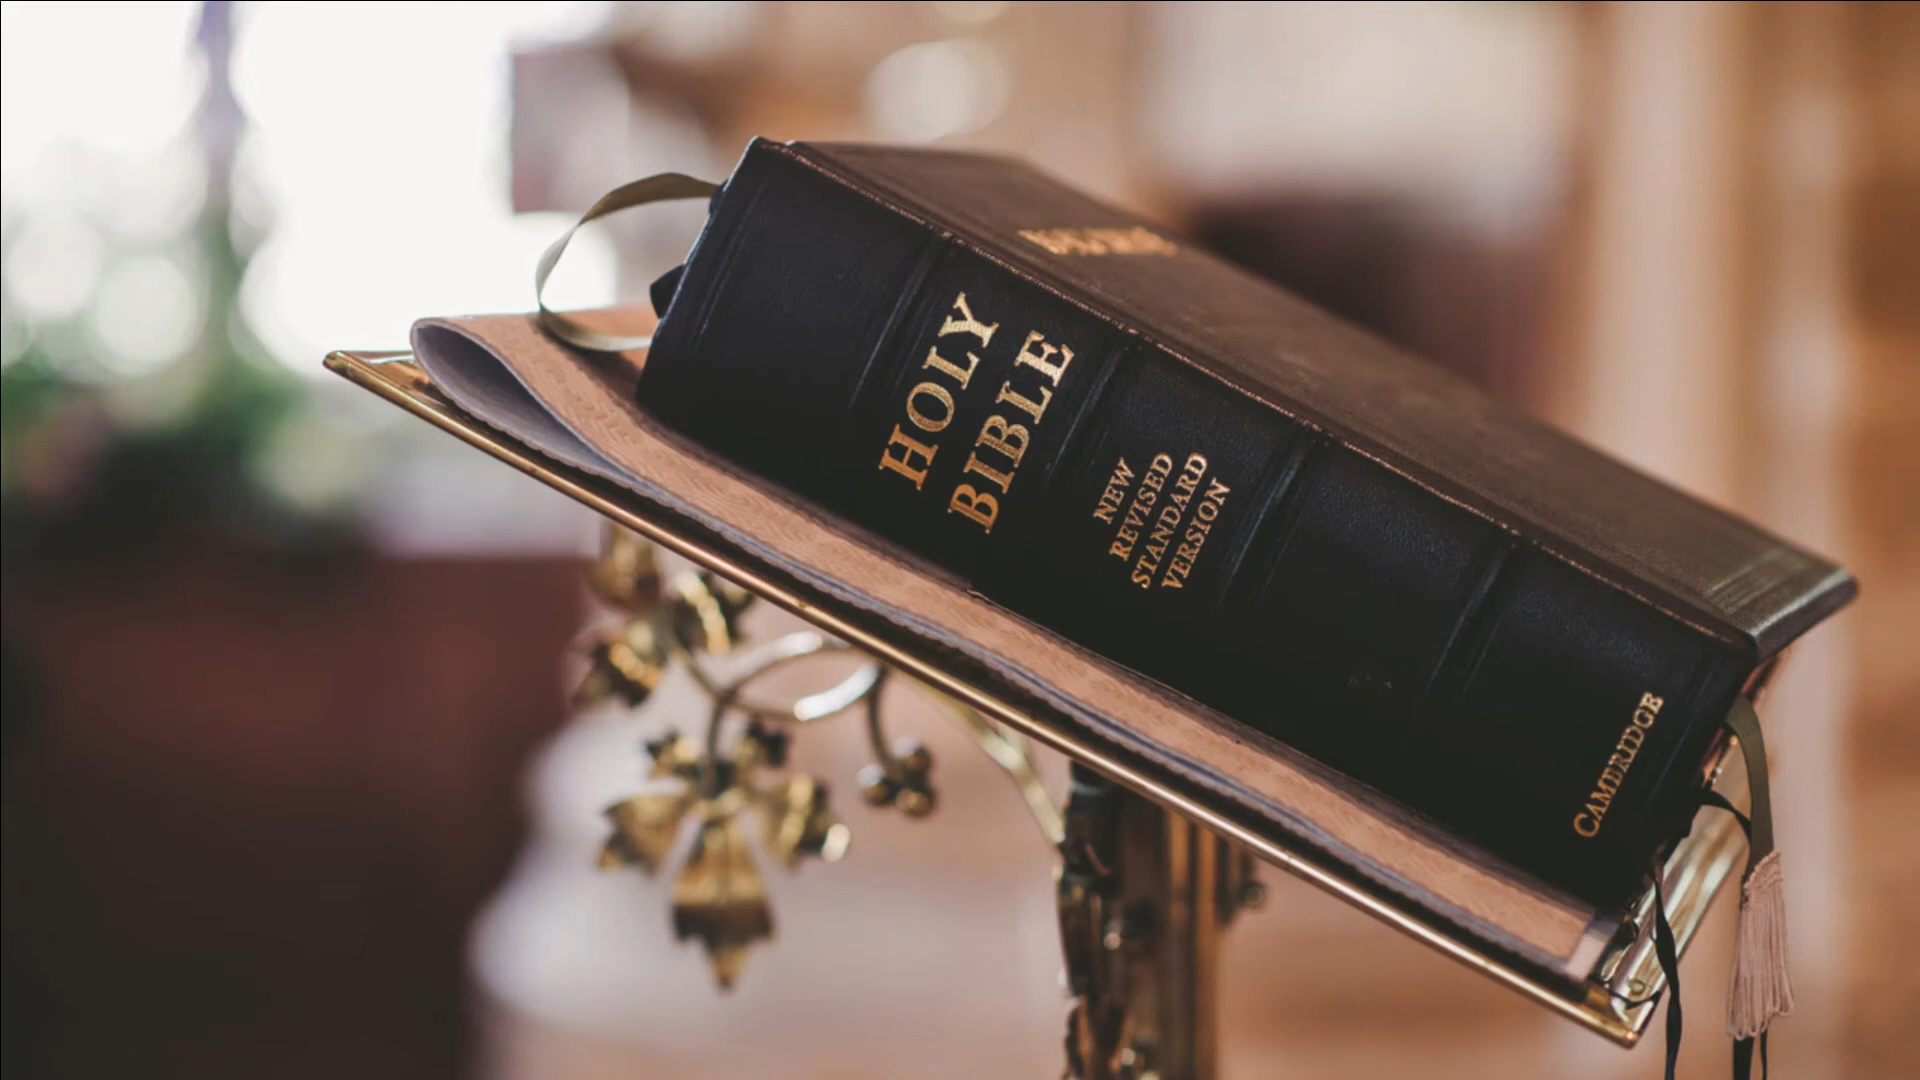 HOLY
BIBLE
NEW
REVISED
STANDARD
VERSION
CAMBRIDGE